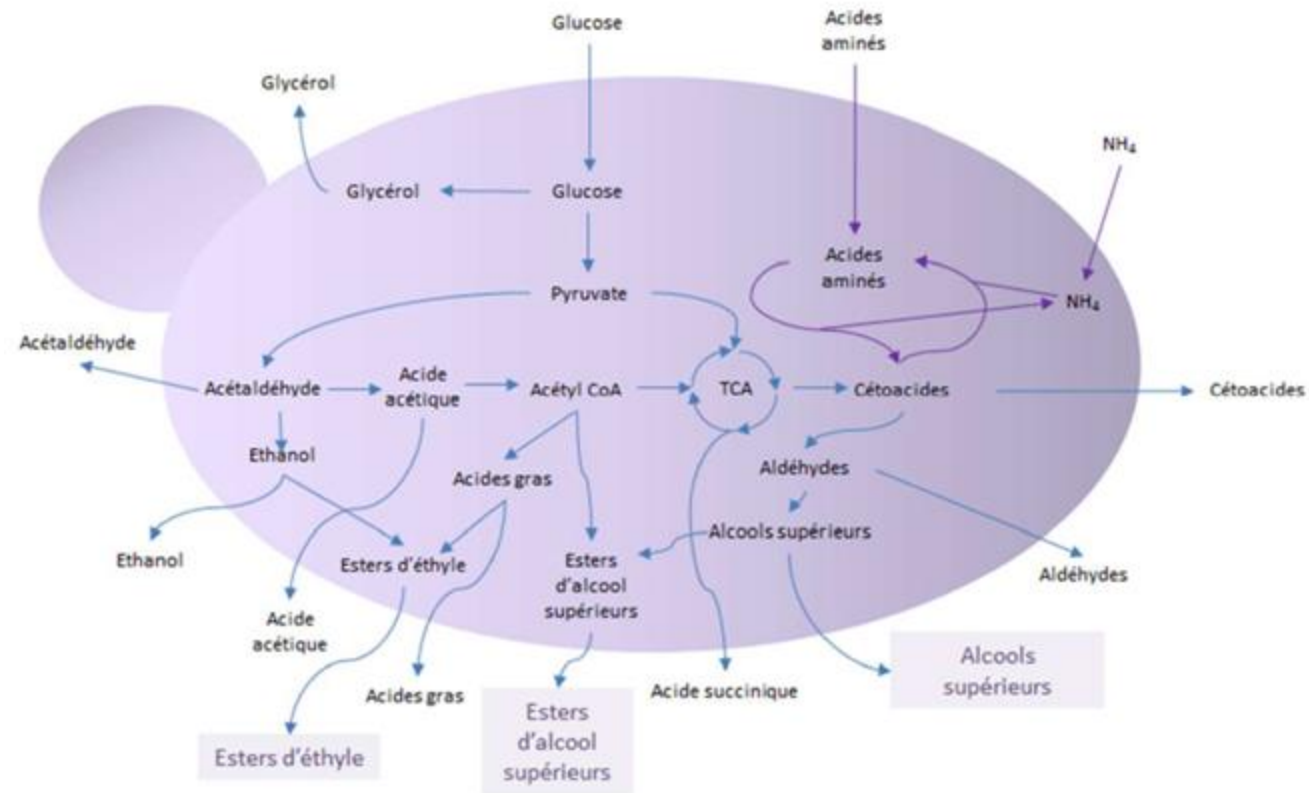 Glucose
Acides
aminés
Glycérol
NH₄
Glycérol
Glucose
Acides
aminés
Pyruvate
NH₄
Acétaldéhyde
Acétaldéhyde
Acide
acétique
Acétyl CoA
TCA
Cétoacides
Cétoacides
Ethanol
Acides gras
Aldéhydes
Alcools supérieurs
Ethanol
Esters d'éthyle
Esters
d'alcool
supérieurs
Aldéhydes
Acide
acétique
Acides gras
Acide succinique
Alcools
supérieurs
Esters d'éthyle
Esters
d'alcool
supérieurs